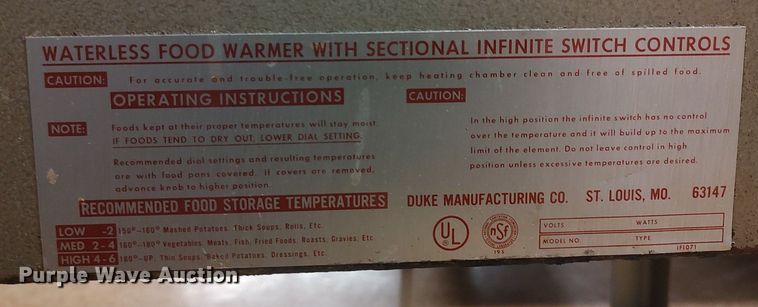 WATERLESS FOOD WARMER WITH SECTIONAL INFINITE SWITCH CONTROLS
CAUTION: For accurate and trouble-free operation, keep heating chamber clean and free of spilled food.
OPERATING INSTRUCTIONS
NOTE: Foods kept at their proper temperatures will stay moist.
IF FOODS TEND TO DRY OUT, LOWER DIAL SETTING.
Recommended dial settings and resulting temperatures
are with food pans covered. If covers are removed,
advance knob to higher position.
RECOMMENDED FOOD STORAGE TEMPERATURES
LOW -2 150°-160° Mashed Potatoes, Thick Soups, Rolls, Etc.
MED 2-4 160°-180° Vegetables, Meats, Fish, Fried Foods, Roasts, Gravies, Etc.
HIGH 4-6 180°-UP, Thin Soups, Baked Potatoes, Dressings, Etc.
CAUTION:
In the high position the infinite switch has no control
over the temperature and it will build up to the maximum
limit of the element. Do not leave control in high
position unless excessive temperatures are desired.
DUKE MANUFACTURING CO. ST. LOUIS, MO. 63147
UL
nsf
195
VOLTS WATTS
MODEL NO. TYPE
IF1071
Purple Wave Auction